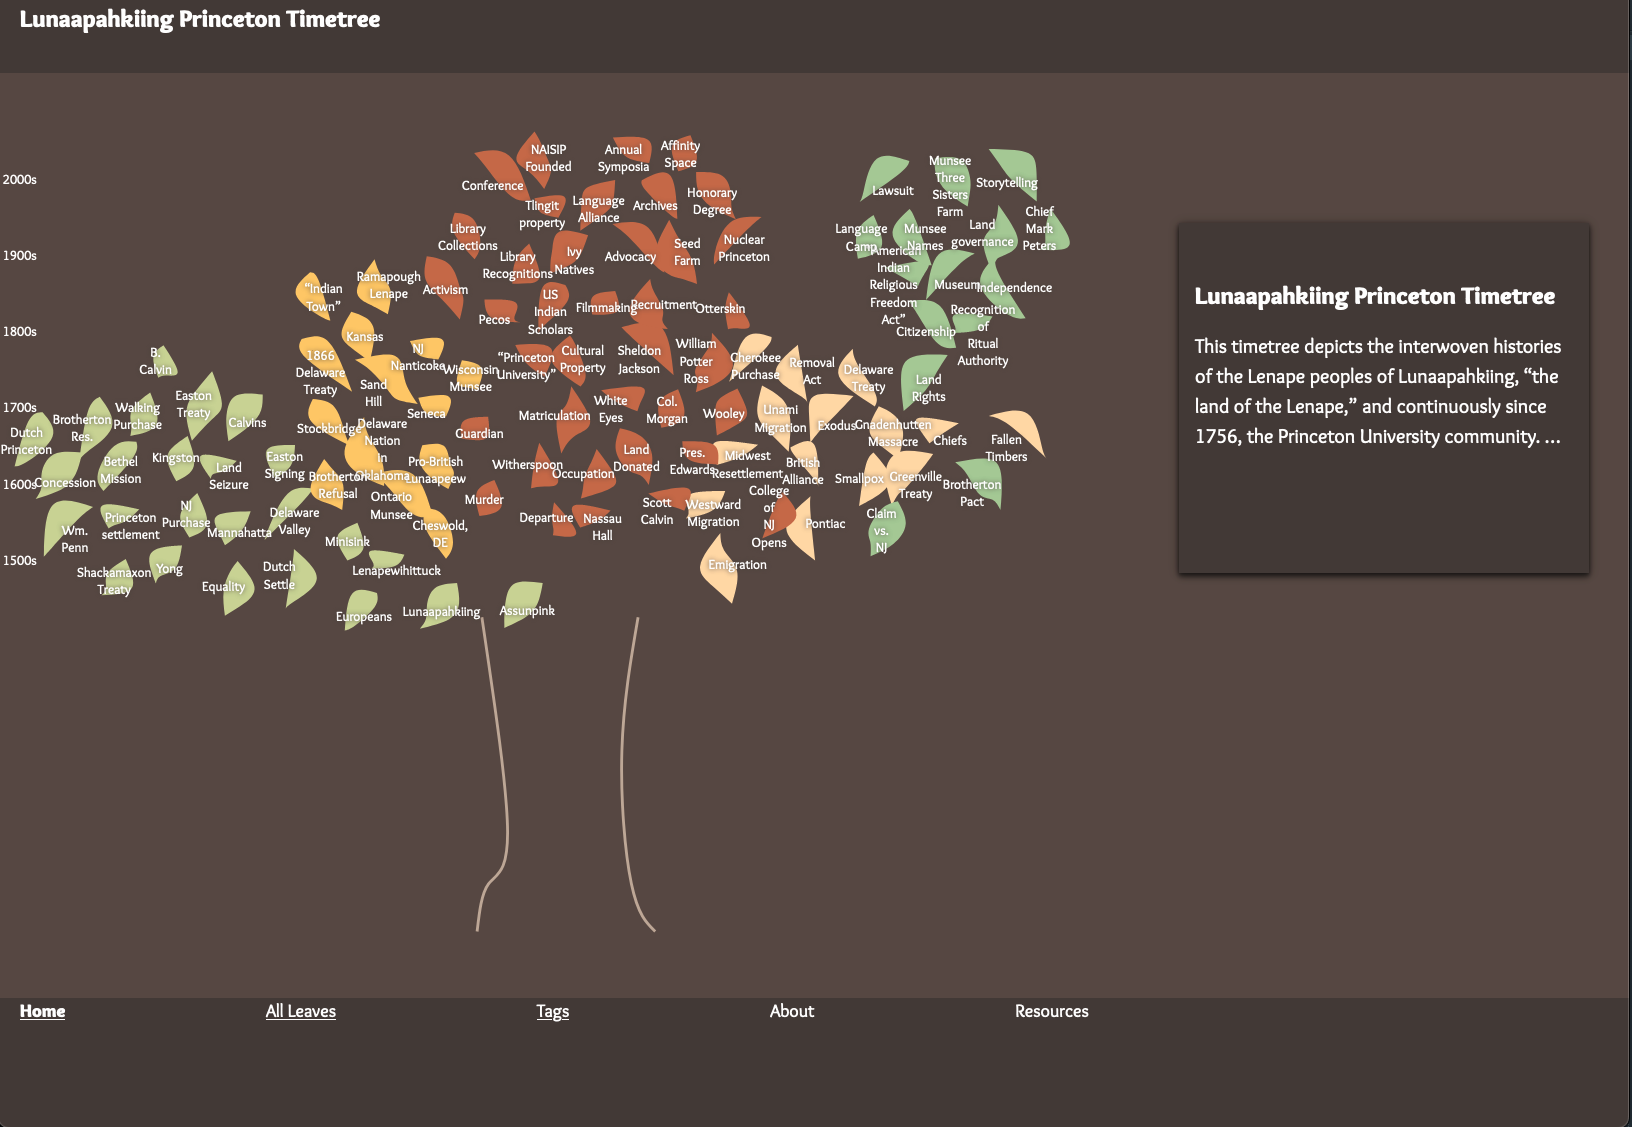 Lunaapahkiing Princeton Timetree
2000s
1900s
1800s
1700s
1600s
1500s
NAISIP
Founded
Conference
Annual
Symposia
Affinity
Space
Tlingit
property
Language
Alliance
Archives
Honorary
Degree
Library
Collections
Library
Recognitions
Ivy
Natives
Advocacy
Seed
Farm
Nuclear
Princeton
Activism
Pecos
US
Indian
Scholars
Filmmaking
Recruitment
Otterskin
"Princeton
University"
Cultural
Property
Sheldon
Jackson
William
Potter
Ross
Matriculation
White
Eyes
Col.
Morgan
Wooley
Guardian
Witherspoon
Occupation
Land
Donated
Pres.
Edwards
Murder
Departure
Nassau
Hall
Scott
Calvin
College
of
NJ
Opens
Lawsuit
Munsee
Three
Sisters
Farm
Storytelling
Language
Camp
Munsee
Names
Land
governance
Chief
Mark
Peters
American
Indian
Religious
Freedom
Act”
Museum
Independence
Citizenship
Recognition
of
Ritual
Authority
Land
Rights
Brotherton
Pact
Claim
vs.
NJ
“Indian
Town”
Ramapough
Lenape
Kansas
1866
Delaware
Treaty
NJ
Nanticoke
Wisconsin
Munsee
Sand
Hill
Seneca
Stockbridge
Delaware
Nation
in
Oklahoma
Pro-British
Lunaapeew
Brotherton
Refusal
Ontario
Munsee
Cheswold,
DE
Cherokee
Purchase
Removal
Act
Delaware
Treaty
Unami
Migration
Exodus
Gnadenhutten
Massacre
Chiefs
Fallen
Timbers
Midwest
Resettlement
British
Alliance
Smallpox
Greenville
Treaty
Westward
Migration
Pontiac
Emigration
B.
Calvin
Easton
Treaty
Walking
Purchase
Calvins
Brotherton
Res.
Dutch
Princeton
Bethel
Mission
Kingston
Land
Seizure
Easton
Signing
Concession
Wm.
Penn
Princeton
settlement
NJ
Purchase
Mannahatta
Delaware
Valley
Minisink
Lenapewihittuck
Shackamaxon
Treaty
Yong
Equality
Dutch
Settle
Europeans
Lunaapahkiing
Assunpink
Lunaapahkiing Princeton Timetree
This timetree depicts the interwoven histories
of the Lenape peoples of Lunaapahkiing, “the
land of the Lenape,” and continuously since
1756, the Princeton University community. ...
Home
All Leaves
Tags
About
Resources